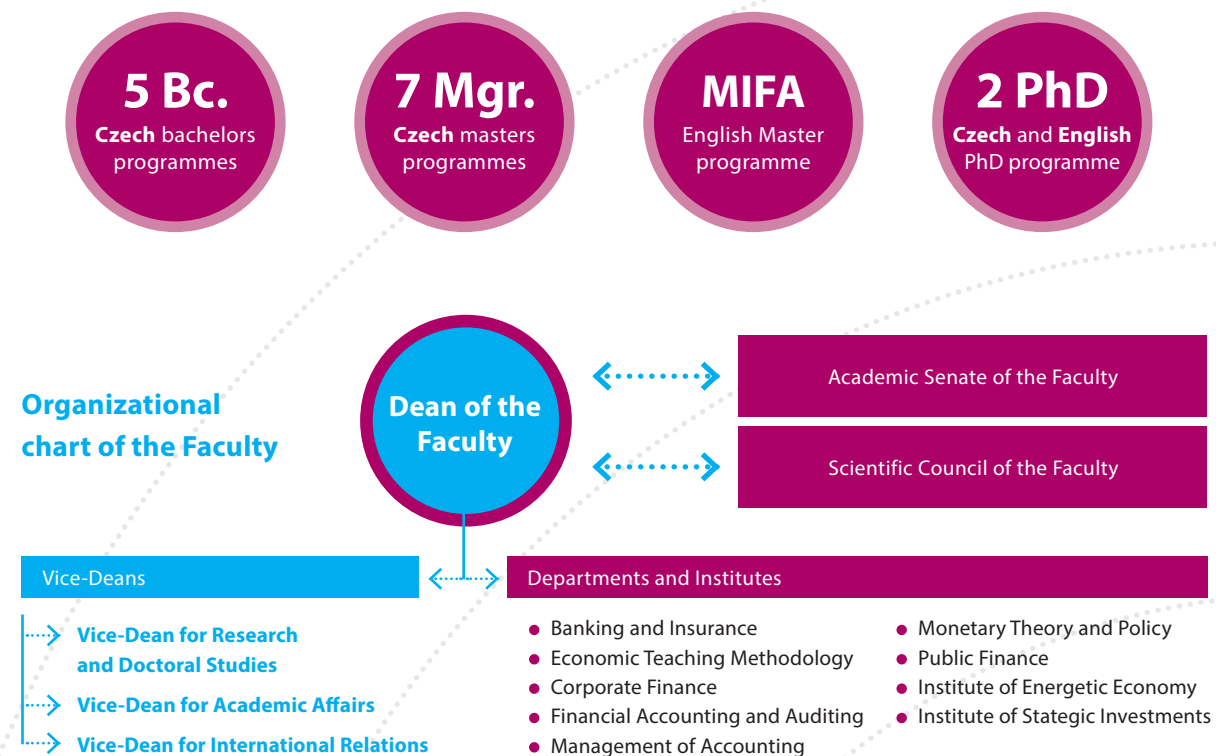 5 Bc.
Czech bachelors
programmes
7 Mgr.
Czech masters
programmes
MIFA
English Master
programme
2 PhD
Czech and English
PhD programme
Organizational
chart of the Faculty
Dean of the
Faculty
Academic Senate of the Faculty
Scientific Council of the Faculty
Vice-Deans
Vice-Dean for Research
and Doctoral Studies
Vice-Dean for Academic Affairs
Vice-Dean for International Relations
Departments and Institutes
Banking and Insurance
Economic Teaching Methodology
Corporate Finance
Financial Accounting and Auditing
Management of Accounting
Monetary Theory and Policy
Public Finance
Institute of Energetic Economy
Institute of Stategic Investments